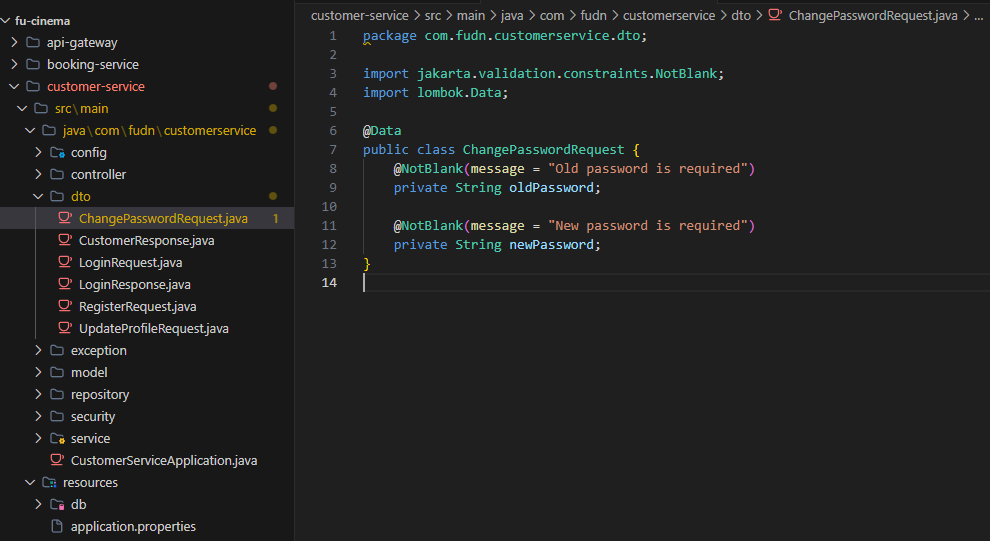 fu-cinema
api-gateway
booking-service
customer-service
src\main
java\com\fudn\customerservice
config
controller
dto
ChangePasswordRequest.java 1
CustomerResponse.java
LoginRequest.java
LoginResponse.java
RegisterRequest.java
UpdateProfileRequest.java
exception
model
repository
security
service
CustomerServiceApplication.java
resources
db
application.properties
customer-service > src > main > java > com > fudn > customerservice > dto > ChangePasswordRequest.java > ...
1 package com.fudn.customerservice.dto;
2
3 import jakarta.validation.constraints.NotBlank;
4 import lombok.Data;
5
6 @Data
7 public class ChangePasswordRequest {
8     @NotBlank(message = "Old password is required")
9     private String oldPassword;
10
11     @NotBlank(message = "New password is required")
12     private String newPassword;
13 }
14